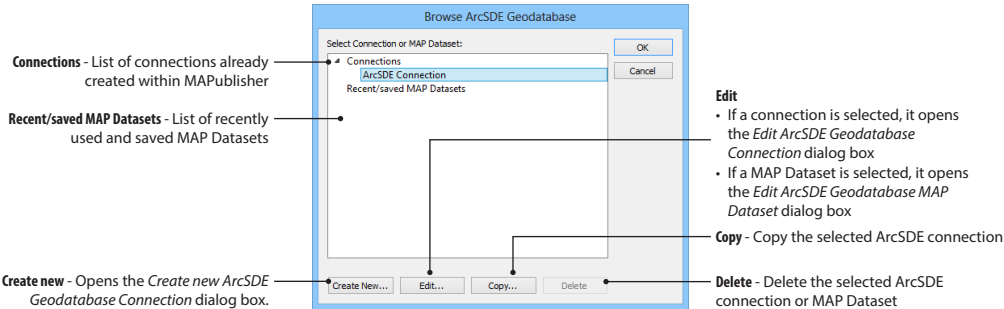 Browse ArcSDE Geodatabase
Select Connection or MAP Dataset:
Connections
ArcSDE Connection
Recent/saved MAP Datasets
OK
Cancel
Create New...
Edit...
Copy...
Delete
Connections - List of connections already
created within MAPublisher
Recent/saved MAP Datasets - List of recently
used and saved MAP Datasets
Create new - Opens the Create new ArcSDE
Geodatabase Connection dialog box.
Edit
• If a connection is selected, it opens
the Edit ArcSDE Geodatabase
Connection dialog box
• If a MAP Dataset is selected, it opens
the Edit ArcSDE Geodatabase MAP
Dataset dialog box
Copy - Copy the selected ArcSDE connection
Delete - Delete the selected ArcSDE
connection or MAP Dataset